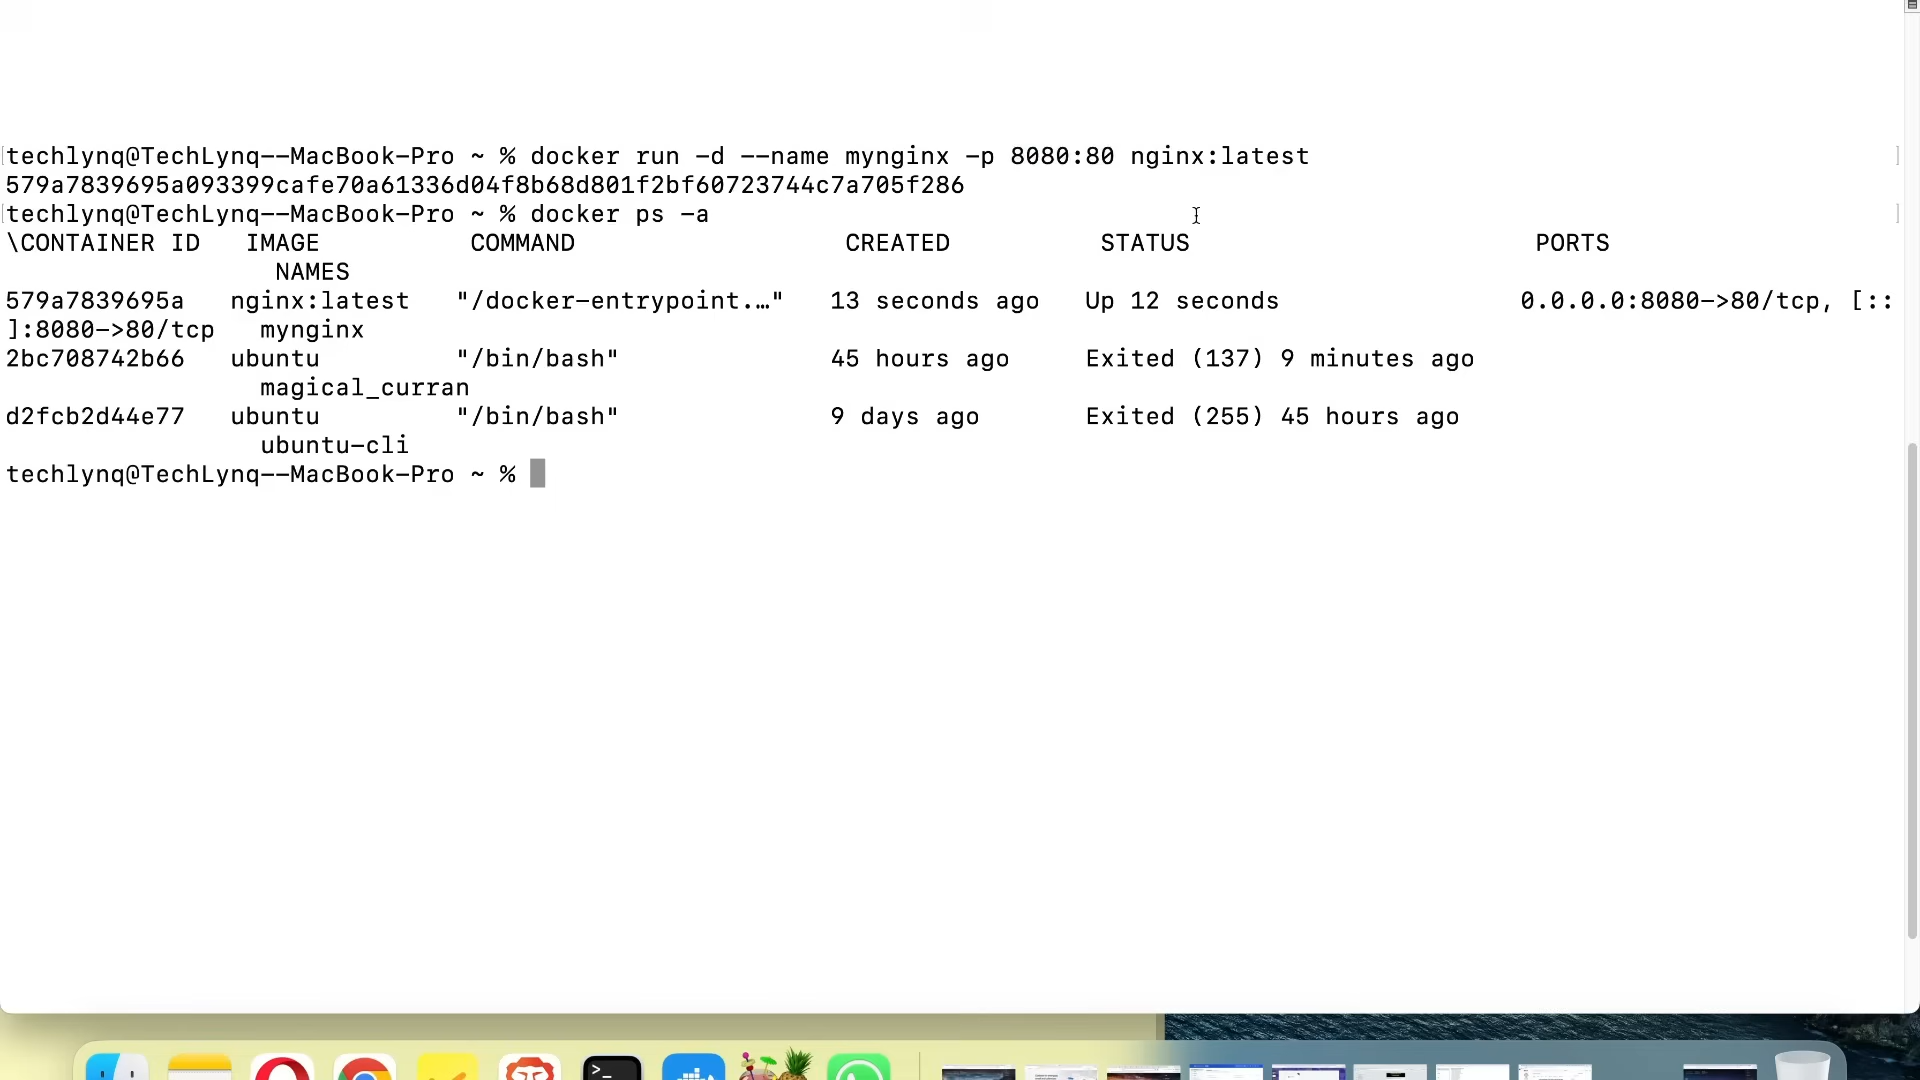 techlynq@TechLynq--MacBook-Pro ~ % docker run -d --name mynginx -p 8080:80 nginx:latest
579a7839695a093399cafe70a61336d04f8b68d801f2bf60723744c7a705f286
techlynq@TechLynq--MacBook-Pro ~ % docker ps -a
\CONTAINER ID   IMAGE          COMMAND                  CREATED          STATUS                       PORTS
                  NAMES
579a7839695a   nginx:latest   "/docker-entrypoint.…"   13 seconds ago   Up 12 seconds                0.0.0.0:8080->80/tcp, [::
]:8080->80/tcp   mynginx
2bc708742b66   ubuntu         "/bin/bash"              45 hours ago     Exited (137) 9 minutes ago
                 magical_curran
d2fcb2d44e77   ubuntu         "/bin/bash"              9 days ago       Exited (255) 45 hours ago
                 ubuntu-cli
techlynq@TechLynq--MacBook-Pro ~ %
>_